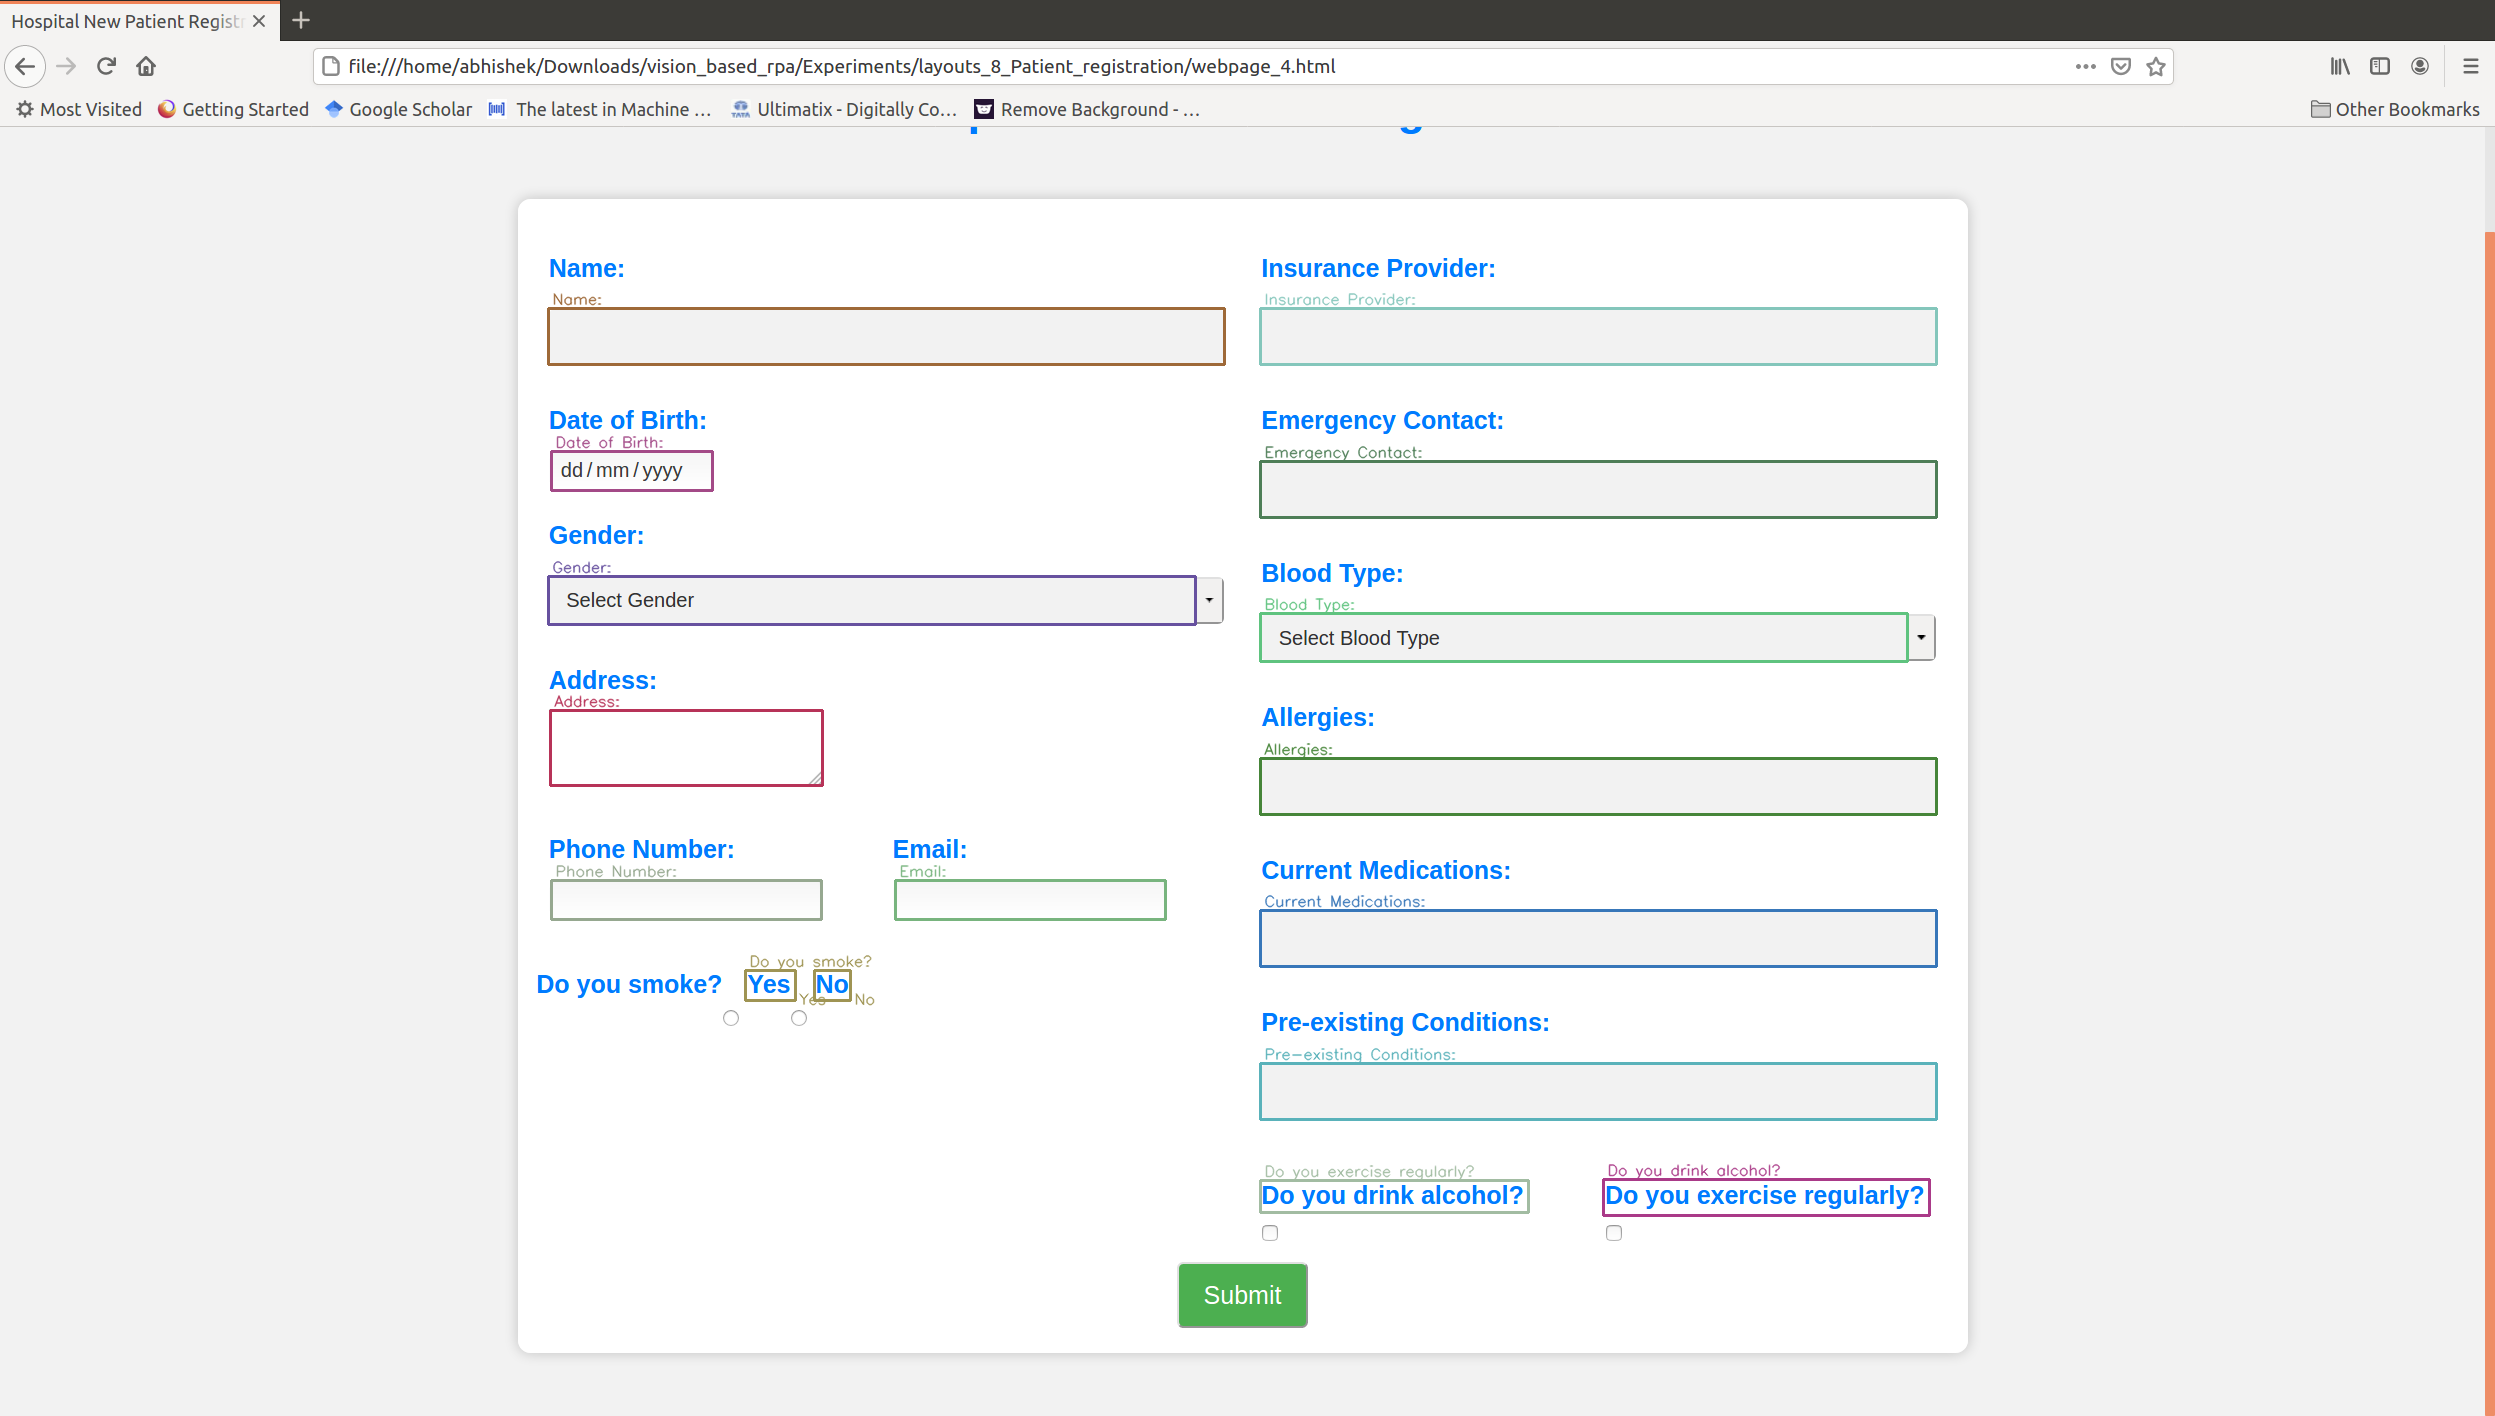 Hospital New Patient Registr
file:///home/abhishek/Downloads/vision_based_rpa/Experiments/layouts_8_Patient_registration/webpage_4.html
Most Visited Getting Started Google Scholar The latest in Machine … Ultimatix - Digitally Co… Remove Background - … Other Bookmarks
Name:
Name:
Date of Birth:
Date of Birth:
dd / mm / yyyy
Gender:
Gender:
Select Gender
Address:
Address:
Phone Number: Email:
Phone Number: Email:
Do you smoke?
Do you smoke? Yes No
Yes No
Insurance Provider:
Insurance Provider:
Emergency Contact:
Emergency Contact:
Blood Type:
Blood Type:
Select Blood Type
Allergies:
Allergies:
Current Medications:
Current Medications:
Pre-existing Conditions:
Pre-existing Conditions:
Do you exercise regularly? Do you drink alcohol?
Do you drink alcohol? Do you exercise regularly?
Submit